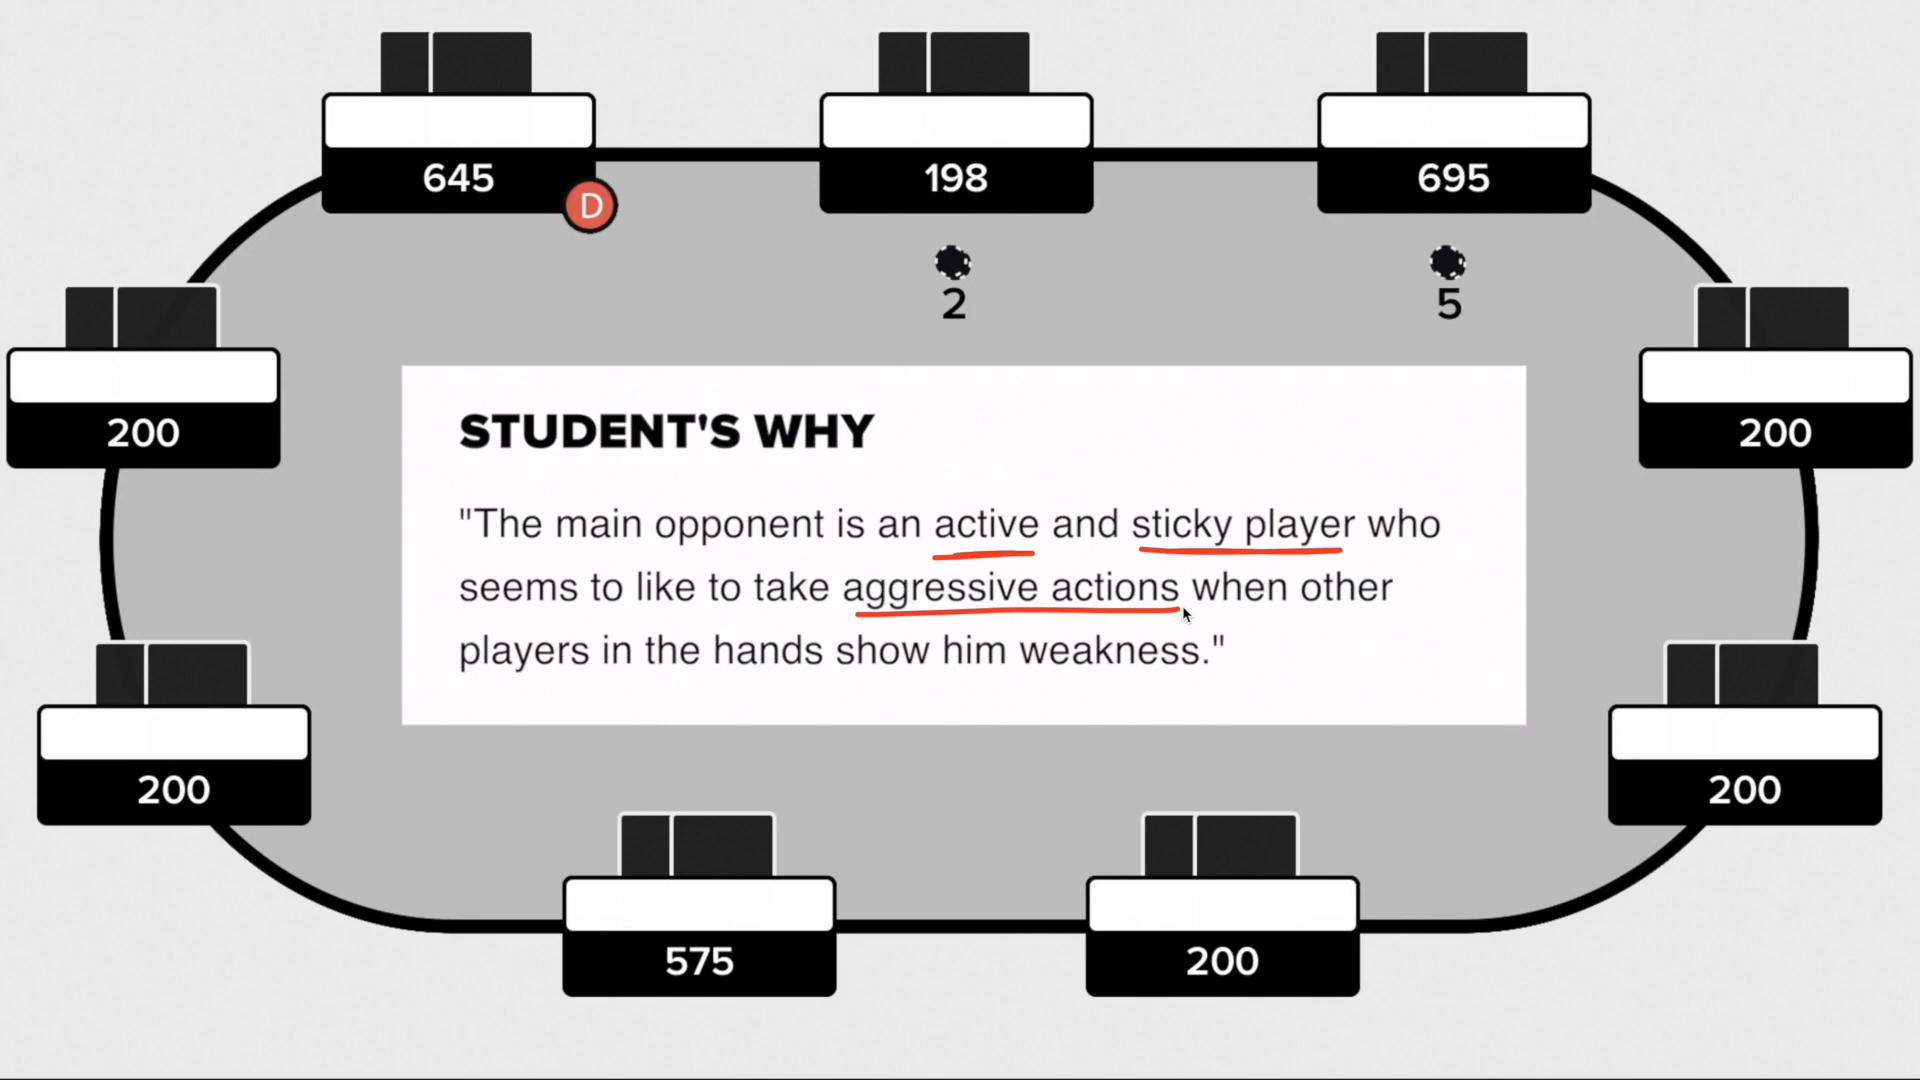 645
198
695
D
2
5
200
200
STUDENT'S WHY
"The main opponent is an active and sticky player who
seems to like to take aggressive actions when other
players in the hands show him weakness."
200
200
575
200